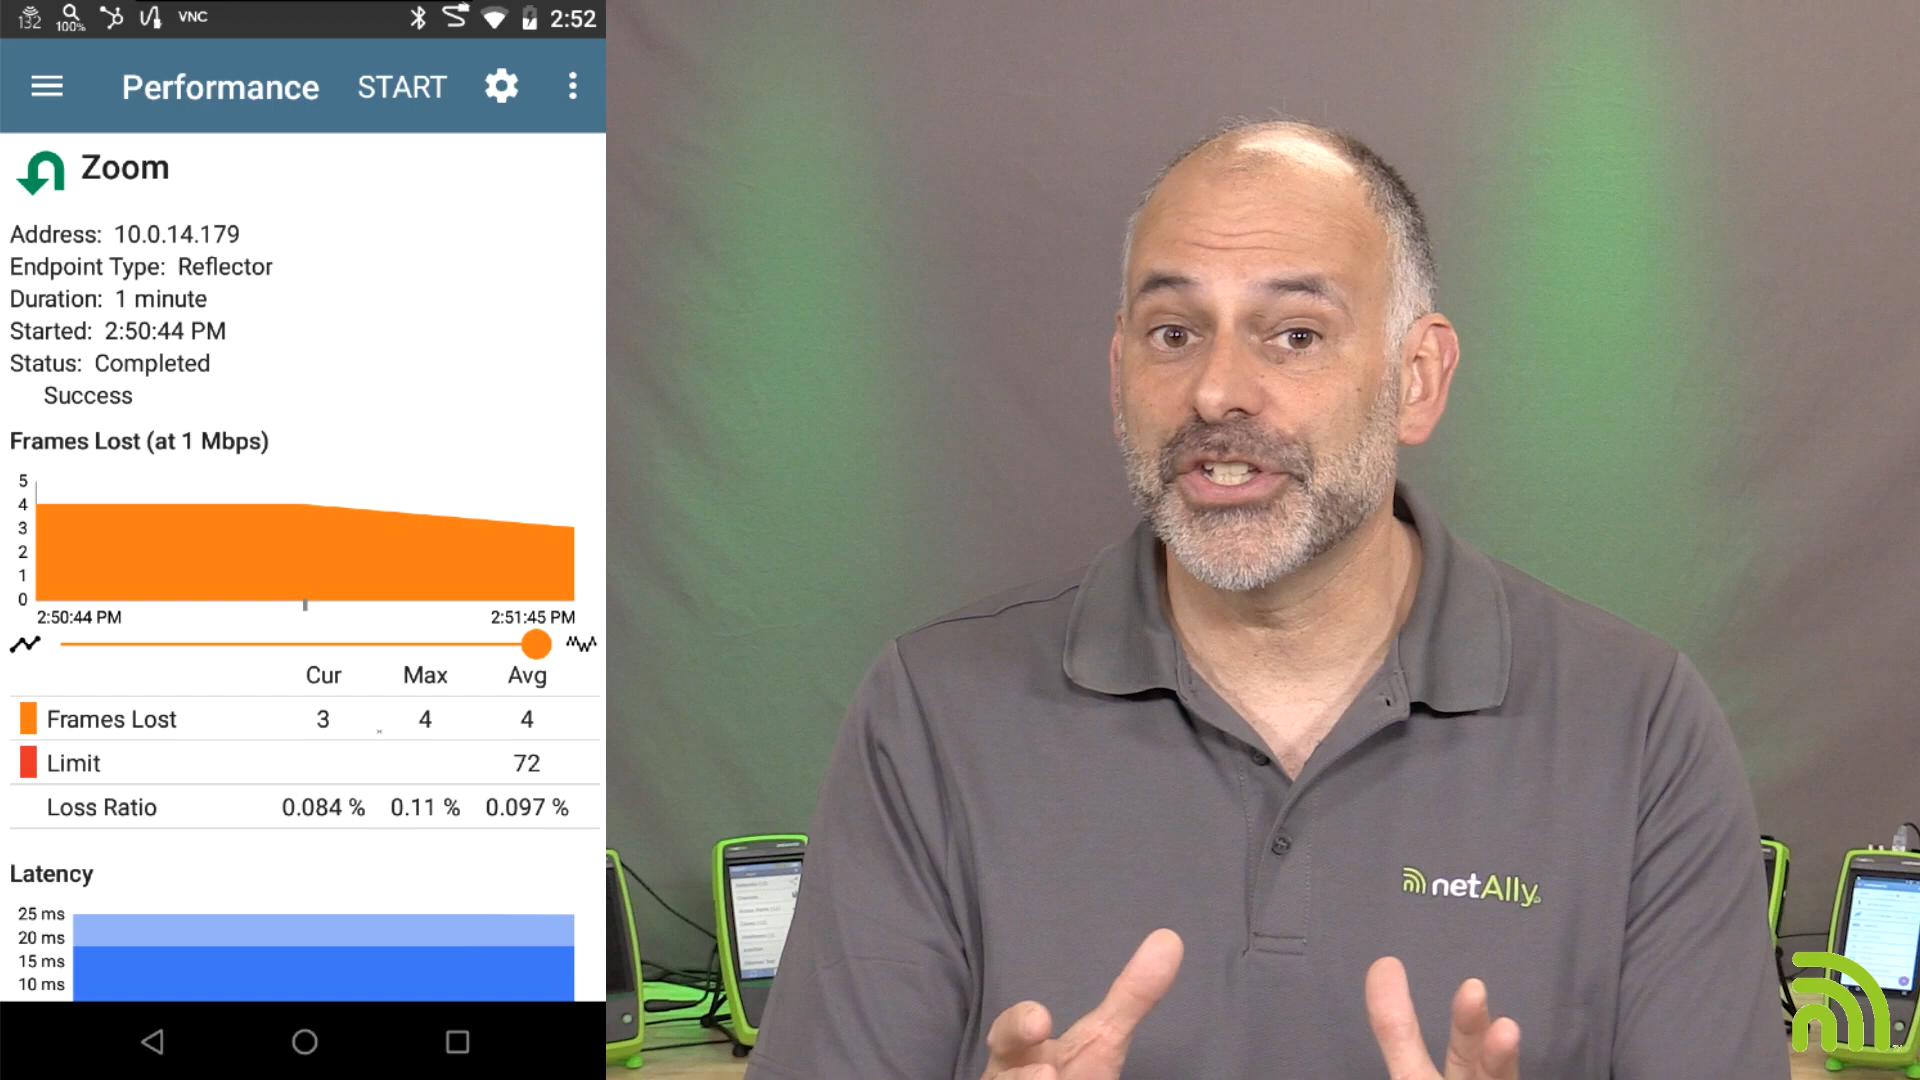 132 100% VNC 2:52
Performance START
Zoom
Address: 10.0.14.179
Endpoint Type: Reflector
Duration: 1 minute
Started: 2:50:44 PM
Status: Completed
Success
Frames Lost (at 1 Mbps)
5
4
3
2
1
0
2:50:44 PM 2:51:45 PM
Cur Max Avg
Frames Lost 3 4 4
Limit 72
Loss Ratio 0.084 % 0.11 % 0.097 %
Latency
25 ms
20 ms
15 ms
10 ms
netAlly